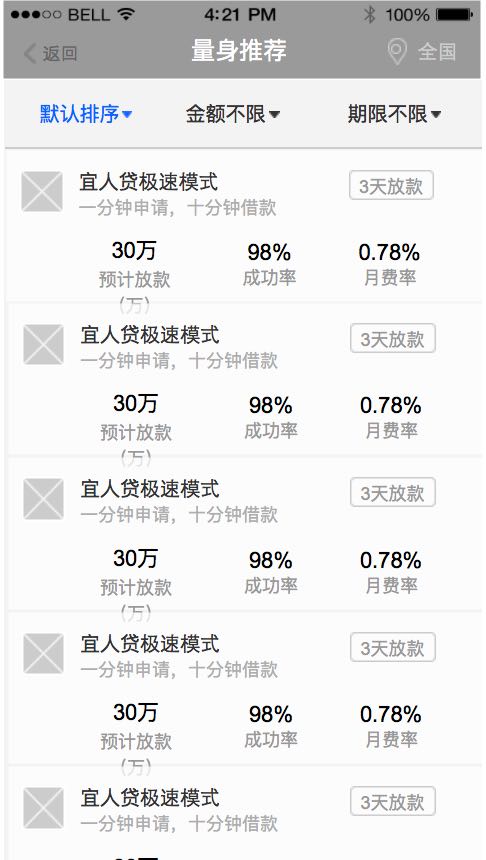 BELL 4:21 PM 100%
返回 量身推荐 全国
默认排序 金额不限 期限不限
宜人贷极速模式 3天放款
一分钟申请，十分钟借款
30万 98% 0.78%
预计放款 成功率 月费率
(万)
宜人贷极速模式 3天放款
一分钟申请，十分钟借款
30万 98% 0.78%
预计放款 成功率 月费率
(万)
宜人贷极速模式 3天放款
一分钟申请，十分钟借款
30万 98% 0.78%
预计放款 成功率 月费率
(万)
宜人贷极速模式 3天放款
一分钟申请，十分钟借款
30万 98% 0.78%
预计放款 成功率 月费率
(万)
宜人贷极速模式 3天放款
一分钟申请，十分钟借款